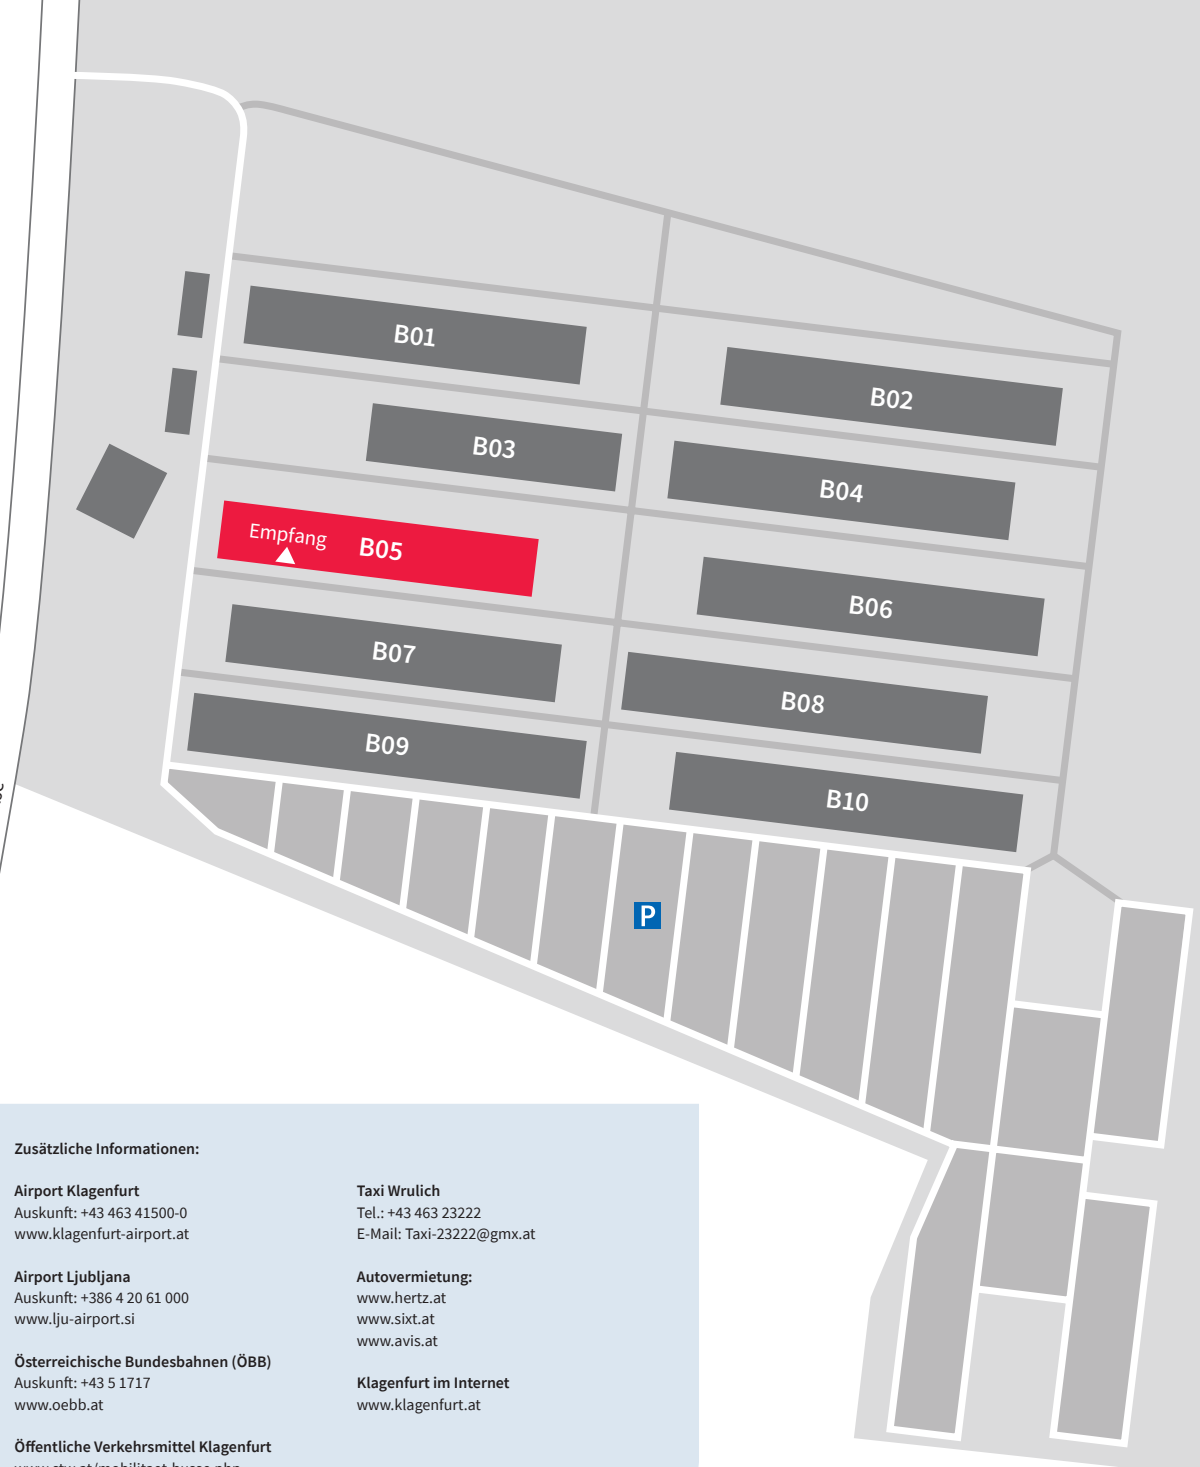 B01
B02
B03
B04
Empfang
B05
B06
B07
B08
B09
B10
P
Zusätzliche Informationen:
Airport Klagenfurt
Auskunft: +43 463 41500-0
www.klagenfurt-airport.at
Airport Ljubljana
Auskunft: +386 4 20 61 000
www.lju-airport.si
Österreichische Bundesbahnen (ÖBB)
Auskunft: +43 5 1717
www.oebb.at
Öffentliche Verkehrsmittel Klagenfurt
Taxi Wrulich
Tel.: +43 463 23222
E-Mail: Taxi-23222@gmx.at
Autovermietung:
www.hertz.at
www.sixt.at
www.avis.at
Klagenfurt im Internet
www.klagenfurt.at